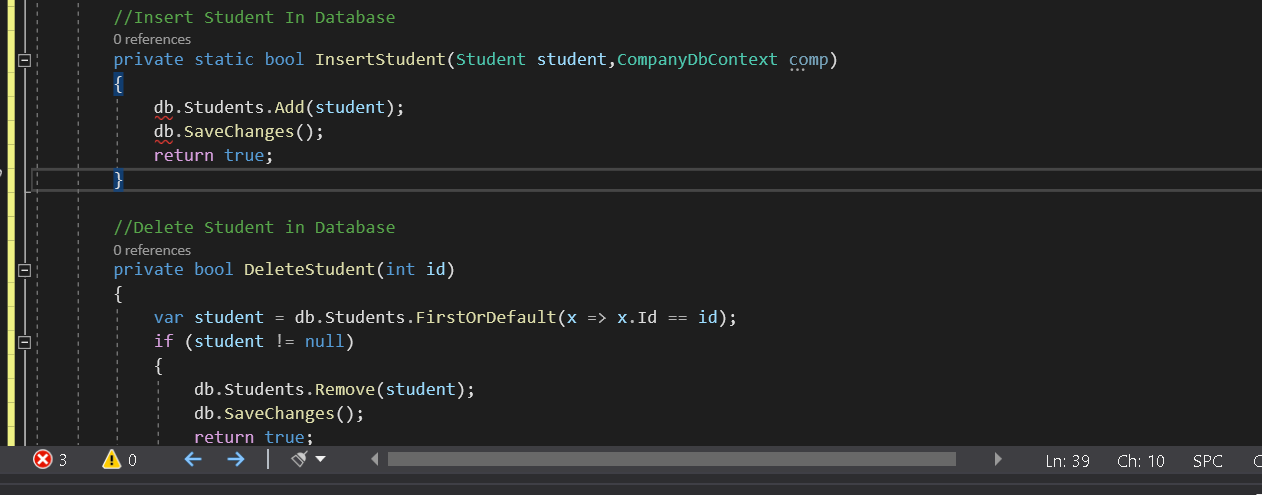 //Insert Student In Database
0 references
private static bool InsertStudent(Student student,CompanyDbContext comp)
{
db.Students.Add(student);
db.SaveChanges();
return true;
}
//Delete Student in Database
0 references
private bool DeleteStudent(int id)
{
var student = db.Students.FirstOrDefault(x => x.Id == id);
if (student != null)
{
db.Students.Remove(student);
db.SaveChanges();
return true;
3 0 Ln: 39 Ch: 10 SPC